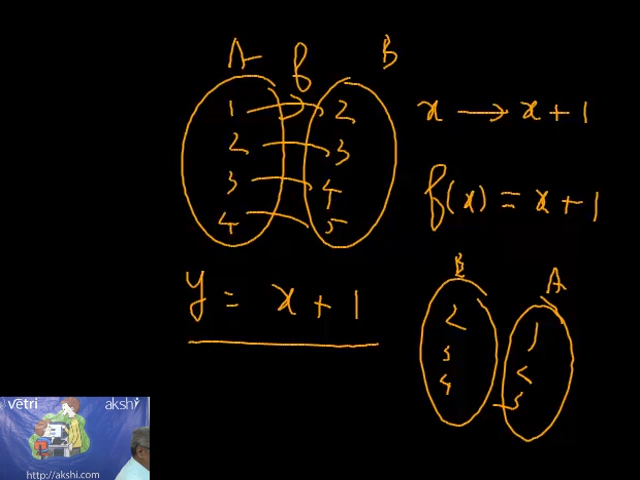 A f B
1 2
2 3
3 4
4 5
x → x + 1
f(x) = x + 1
y = x + 1
B A
2 1
3 2
4 3
vetri akshi
http://akshi.com